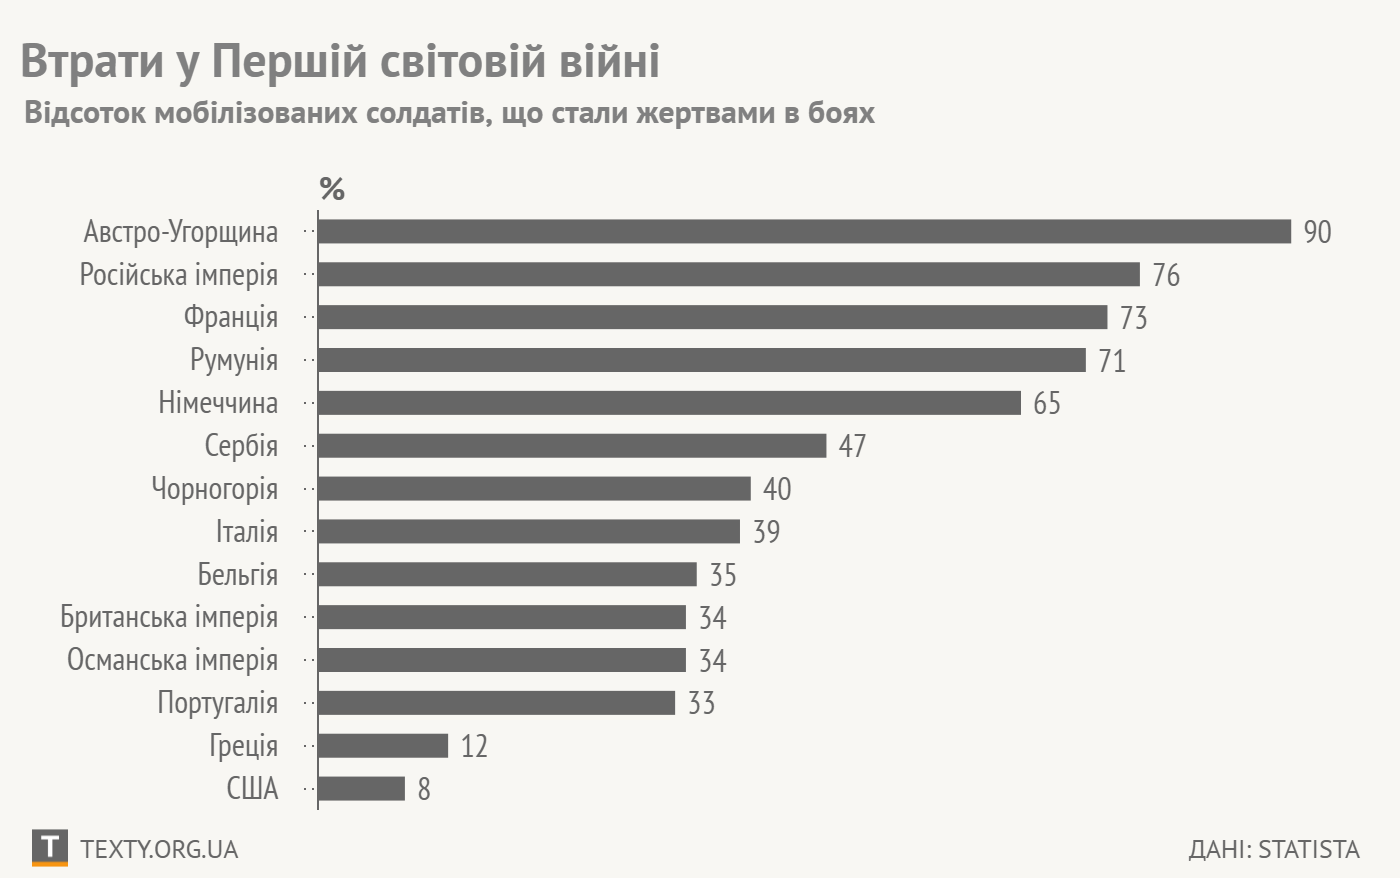 Втрати у Першій світовій війні
Відсоток мобілізованих солдатів, що стали жертвами в боях
%
Австро-Угорщина 90
Російська імперія 76
Франція 73
Румунія 71
Німеччина 65
Сербія 47
Чорногорія 40
Італія 39
Бельгія 35
Британська імперія 34
Османська імперія 34
Португалія 33
Греція 12
США 8
T TEXTY.ORG.UA ДАНІ: STATISTA